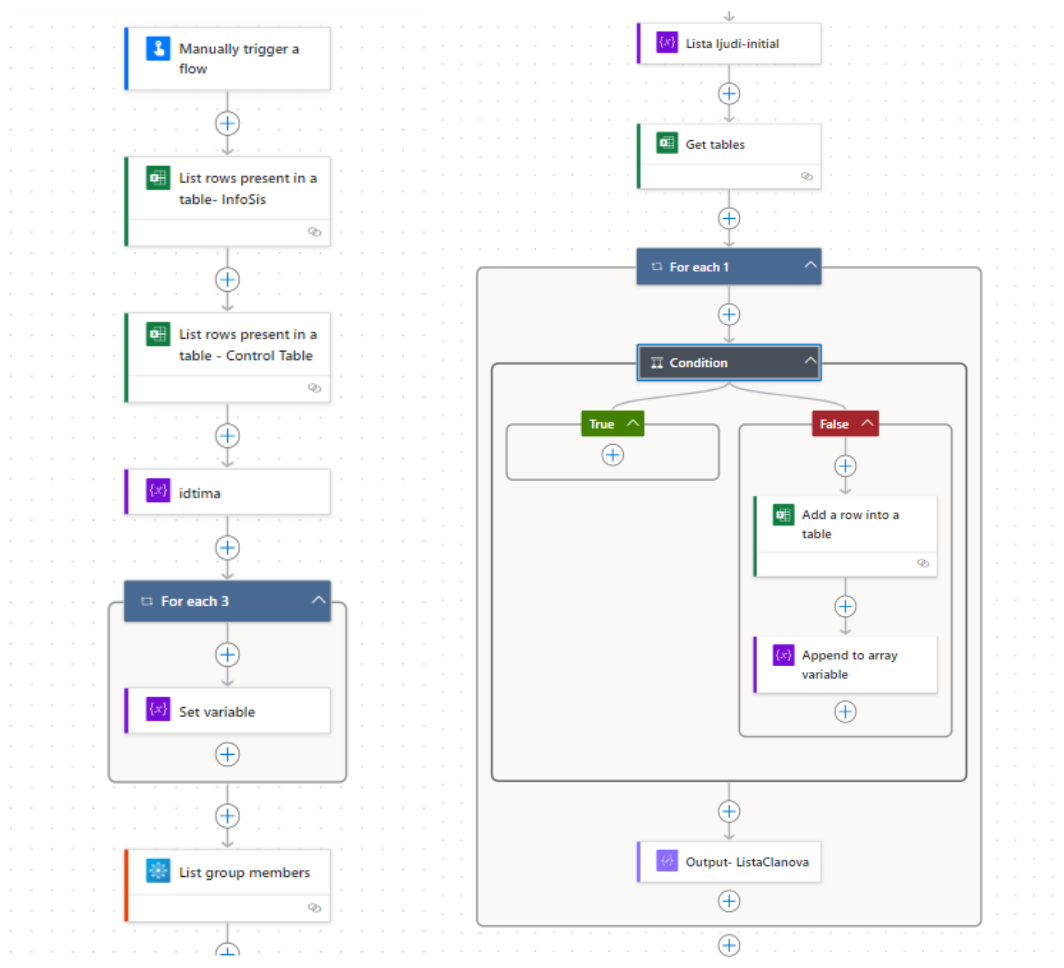 Manually trigger a
flow
List rows present in a
table- InfoSis
List rows present in a
table - Control Table
{x} idtima
For each 3
{x} Set variable
List group members
{x} Lista ljudi-initial
Get tables
For each 1
Condition
True
False
Add a row into a
table
{x} Append to array
variable
Output- ListaClanova